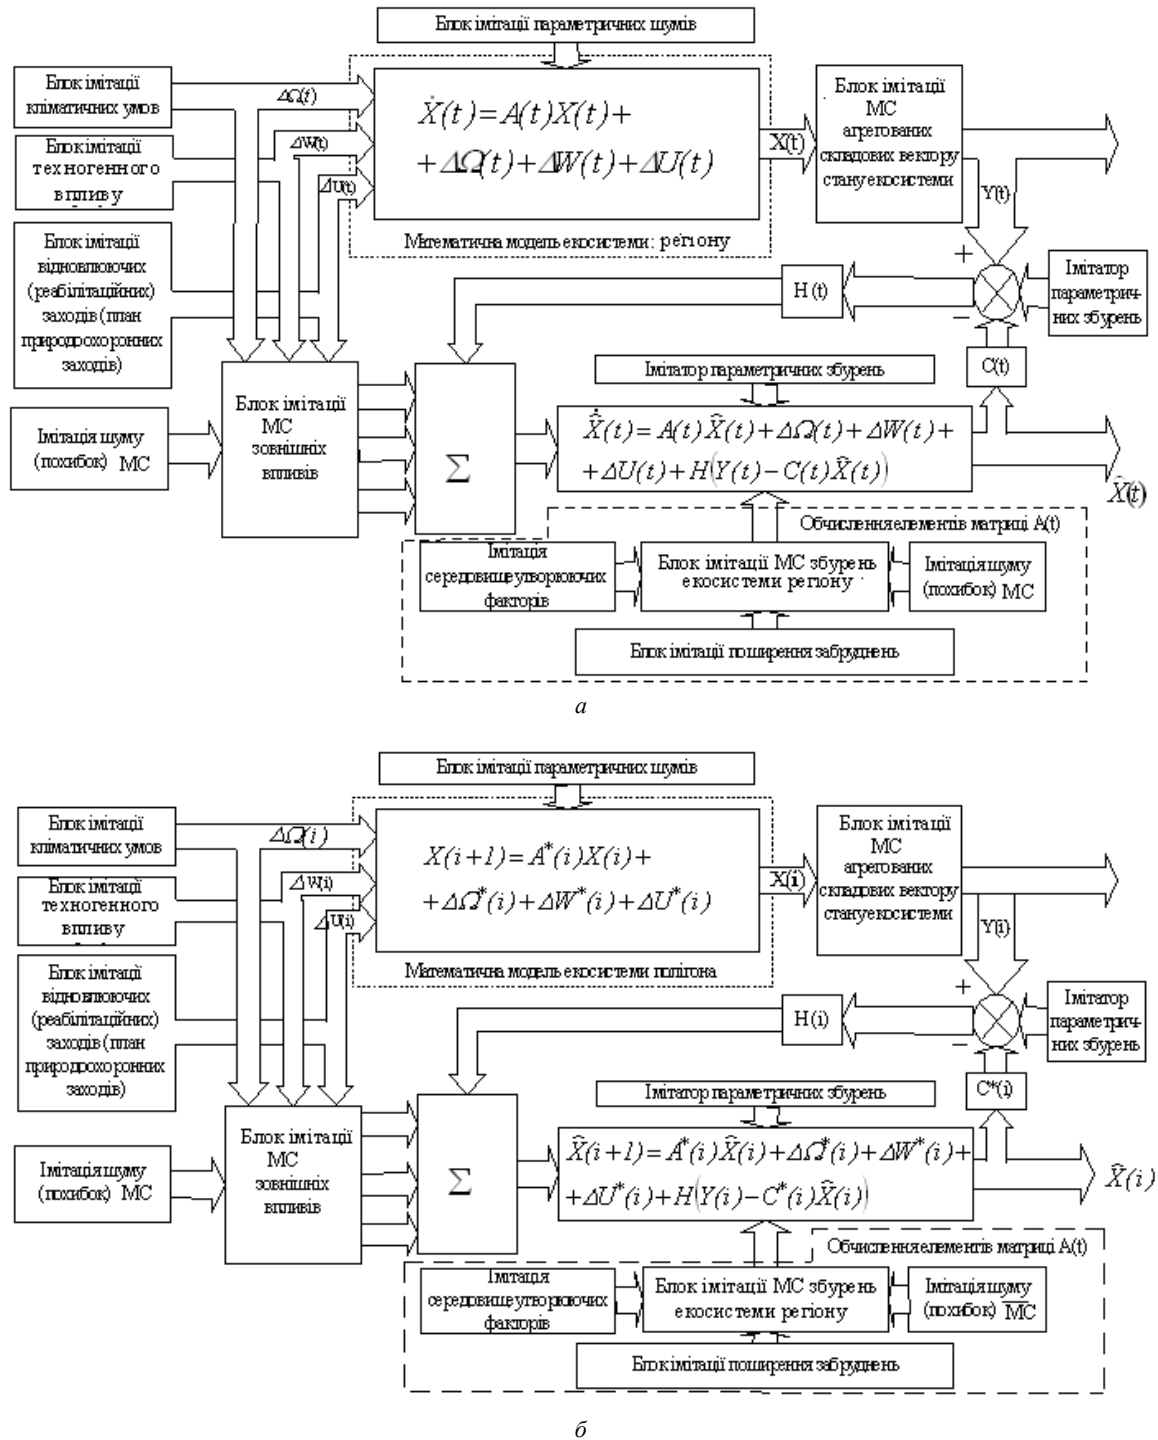 Блок імітації параметричних шумів
Блок імітації
кліматичних умов
ΔΩ(t)
Блок імітації
техногенного
впливу
ΔW(t)
ΔU(t)
Ẋ(t)=A(t)X(t)+
+ΔΩ(t)+ΔW(t)+ΔU(t)
Математична модель екосистеми: регіону
X(t)
Блок імітації
МС
агрегованих
складових вектору
стану екосистеми
Y(t)
Блок імітації
відновлюючих
(реабілітаційних)
заходів (план
природоохоронних
заходів)
H(t)
+
−
Імітатор
параметрич-
них збурень
C(t)
Імітація шуму
(похибок) МС
Блок імітації
МС
зовнішніх
впливів
Σ
Імітатор параметричних збурень
X̂̇(t)=A(t)X̂(t)+ΔΩ(t)+ΔW(t)+
+ΔU(t)+H(Y(t)−C(t)X̂(t))
X̂(t)
Обчислення елементів матриці A(t)
Імітація
середовищеутворюючих
факторів
Блок імітації МС збурень
екосистеми регіону
Імітація шуму
(похибок) МС
Блок імітації поширення забруднень
а
Блок імітації параметричних шумів
Блок імітації
кліматичних умов
ΔΩ(i)
Блок імітації
техногенного
впливу
ΔW(i)
ΔU(i)
X(i+1)=A*(i)X(i)+
+ΔΩ*(i)+ΔW*(i)+ΔU*(i)
Математична модель екосистеми полігона
X(i)
Блок імітації
МС
агрегованих
складових вектору
стану екосистеми
Y(i)
Блок імітації
відновлюючих
(реабілітаційних)
заходів (план
природоохоронних
заходів)
H(i)
+
−
Імітатор
параметрич-
них збурень
C*(i)
Імітація шуму
(похибок) МС
Блок імітації
МС
зовнішніх
впливів
Σ
Імітатор параметричних збурень
X̂(i+1)=A*(i)X̂(i)+ΔΩ*(i)+ΔW*(i)+
+ΔU*(i)+H(Y(i)−C*(i)X̂(i))
X̂(i)
Обчислення елементів матриці A(t)
Імітація
середовищеутворюючих
факторів
Блок імітації МС збурень
екосистеми регіону
Імітація шуму
(похибок) М̅С̅
Блок імітації поширення забруднень
б